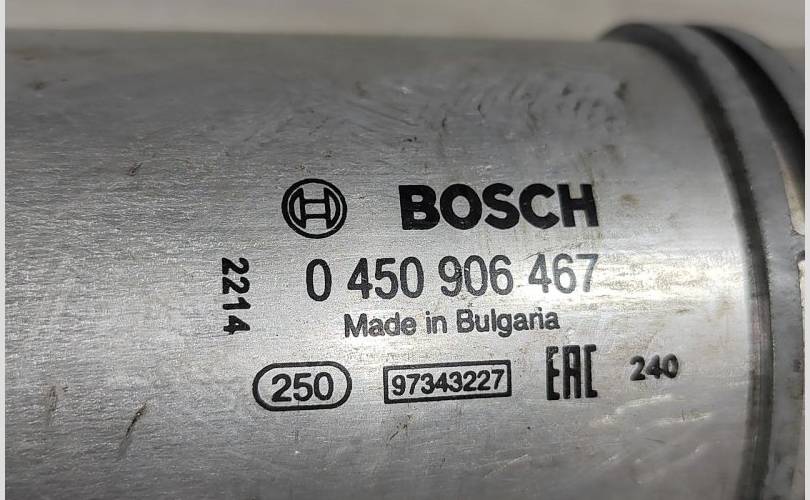 BOSCH
0 450 906 467
Made in Bulgaria
2214
250 97343227 EAC 240